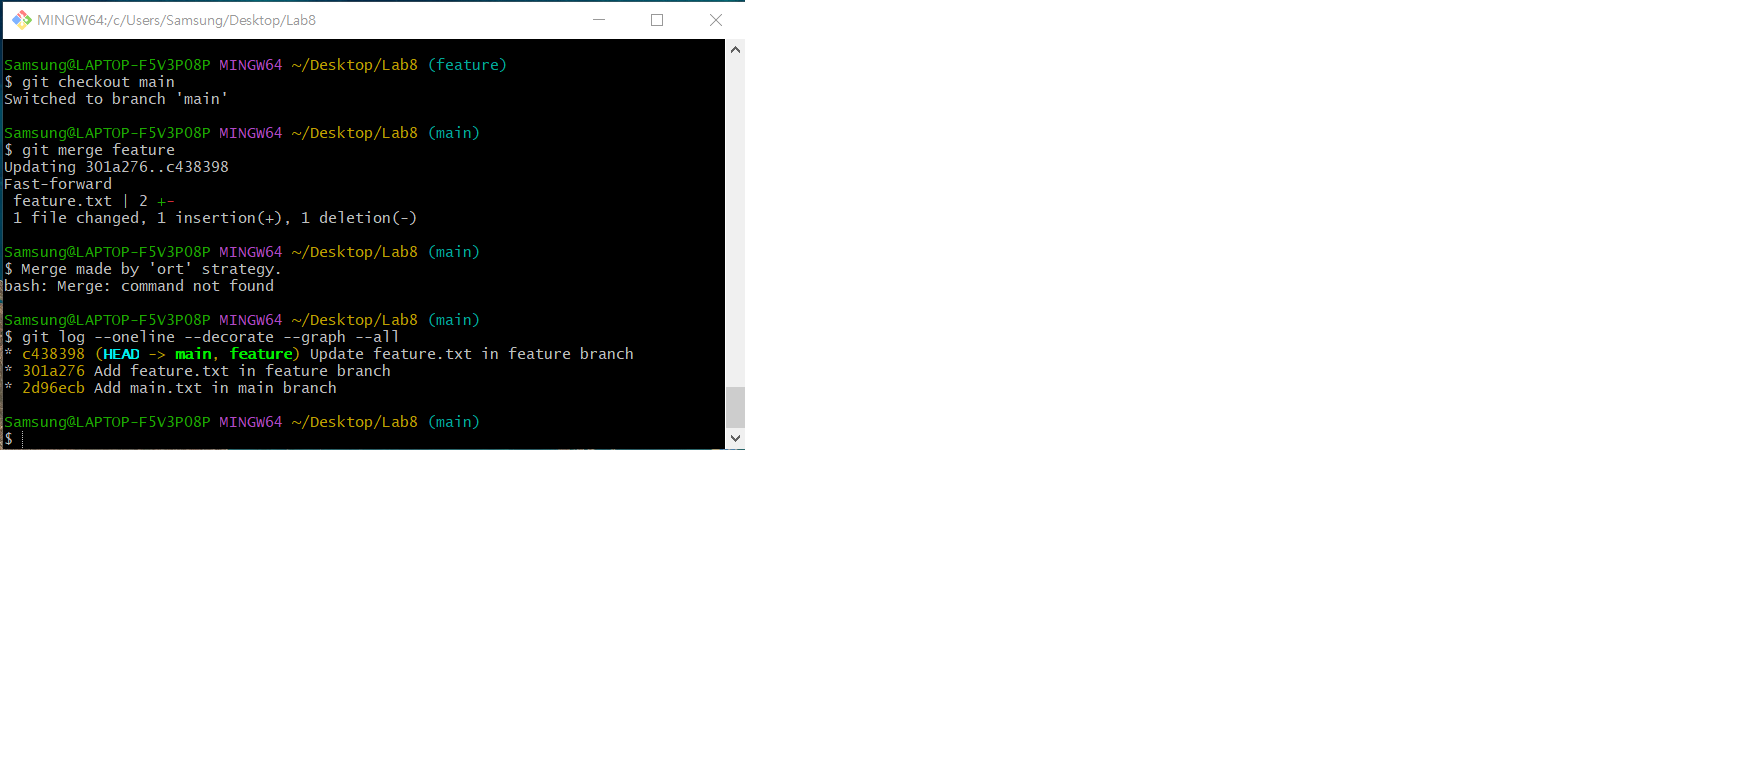 MINGW64:/c/Users/Samsung/Desktop/Lab8
Samsung@LAPTOP-F5V3P08P MINGW64 ~/Desktop/Lab8 (feature)
$ git checkout main
Switched to branch 'main'
Samsung@LAPTOP-F5V3P08P MINGW64 ~/Desktop/Lab8 (main)
$ git merge feature
Updating 301a276..c438398
Fast-forward
 feature.txt | 2 +-
 1 file changed, 1 insertion(+), 1 deletion(-)
Samsung@LAPTOP-F5V3P08P MINGW64 ~/Desktop/Lab8 (main)
$ Merge made by 'ort' strategy.
bash: Merge: command not found
Samsung@LAPTOP-F5V3P08P MINGW64 ~/Desktop/Lab8 (main)
$ git log --oneline --decorate --graph --all
* c438398 (HEAD -> main, feature) Update feature.txt in feature branch
* 301a276 Add feature.txt in feature branch
* 2d96ecb Add main.txt in main branch
Samsung@LAPTOP-F5V3P08P MINGW64 ~/Desktop/Lab8 (main)
$